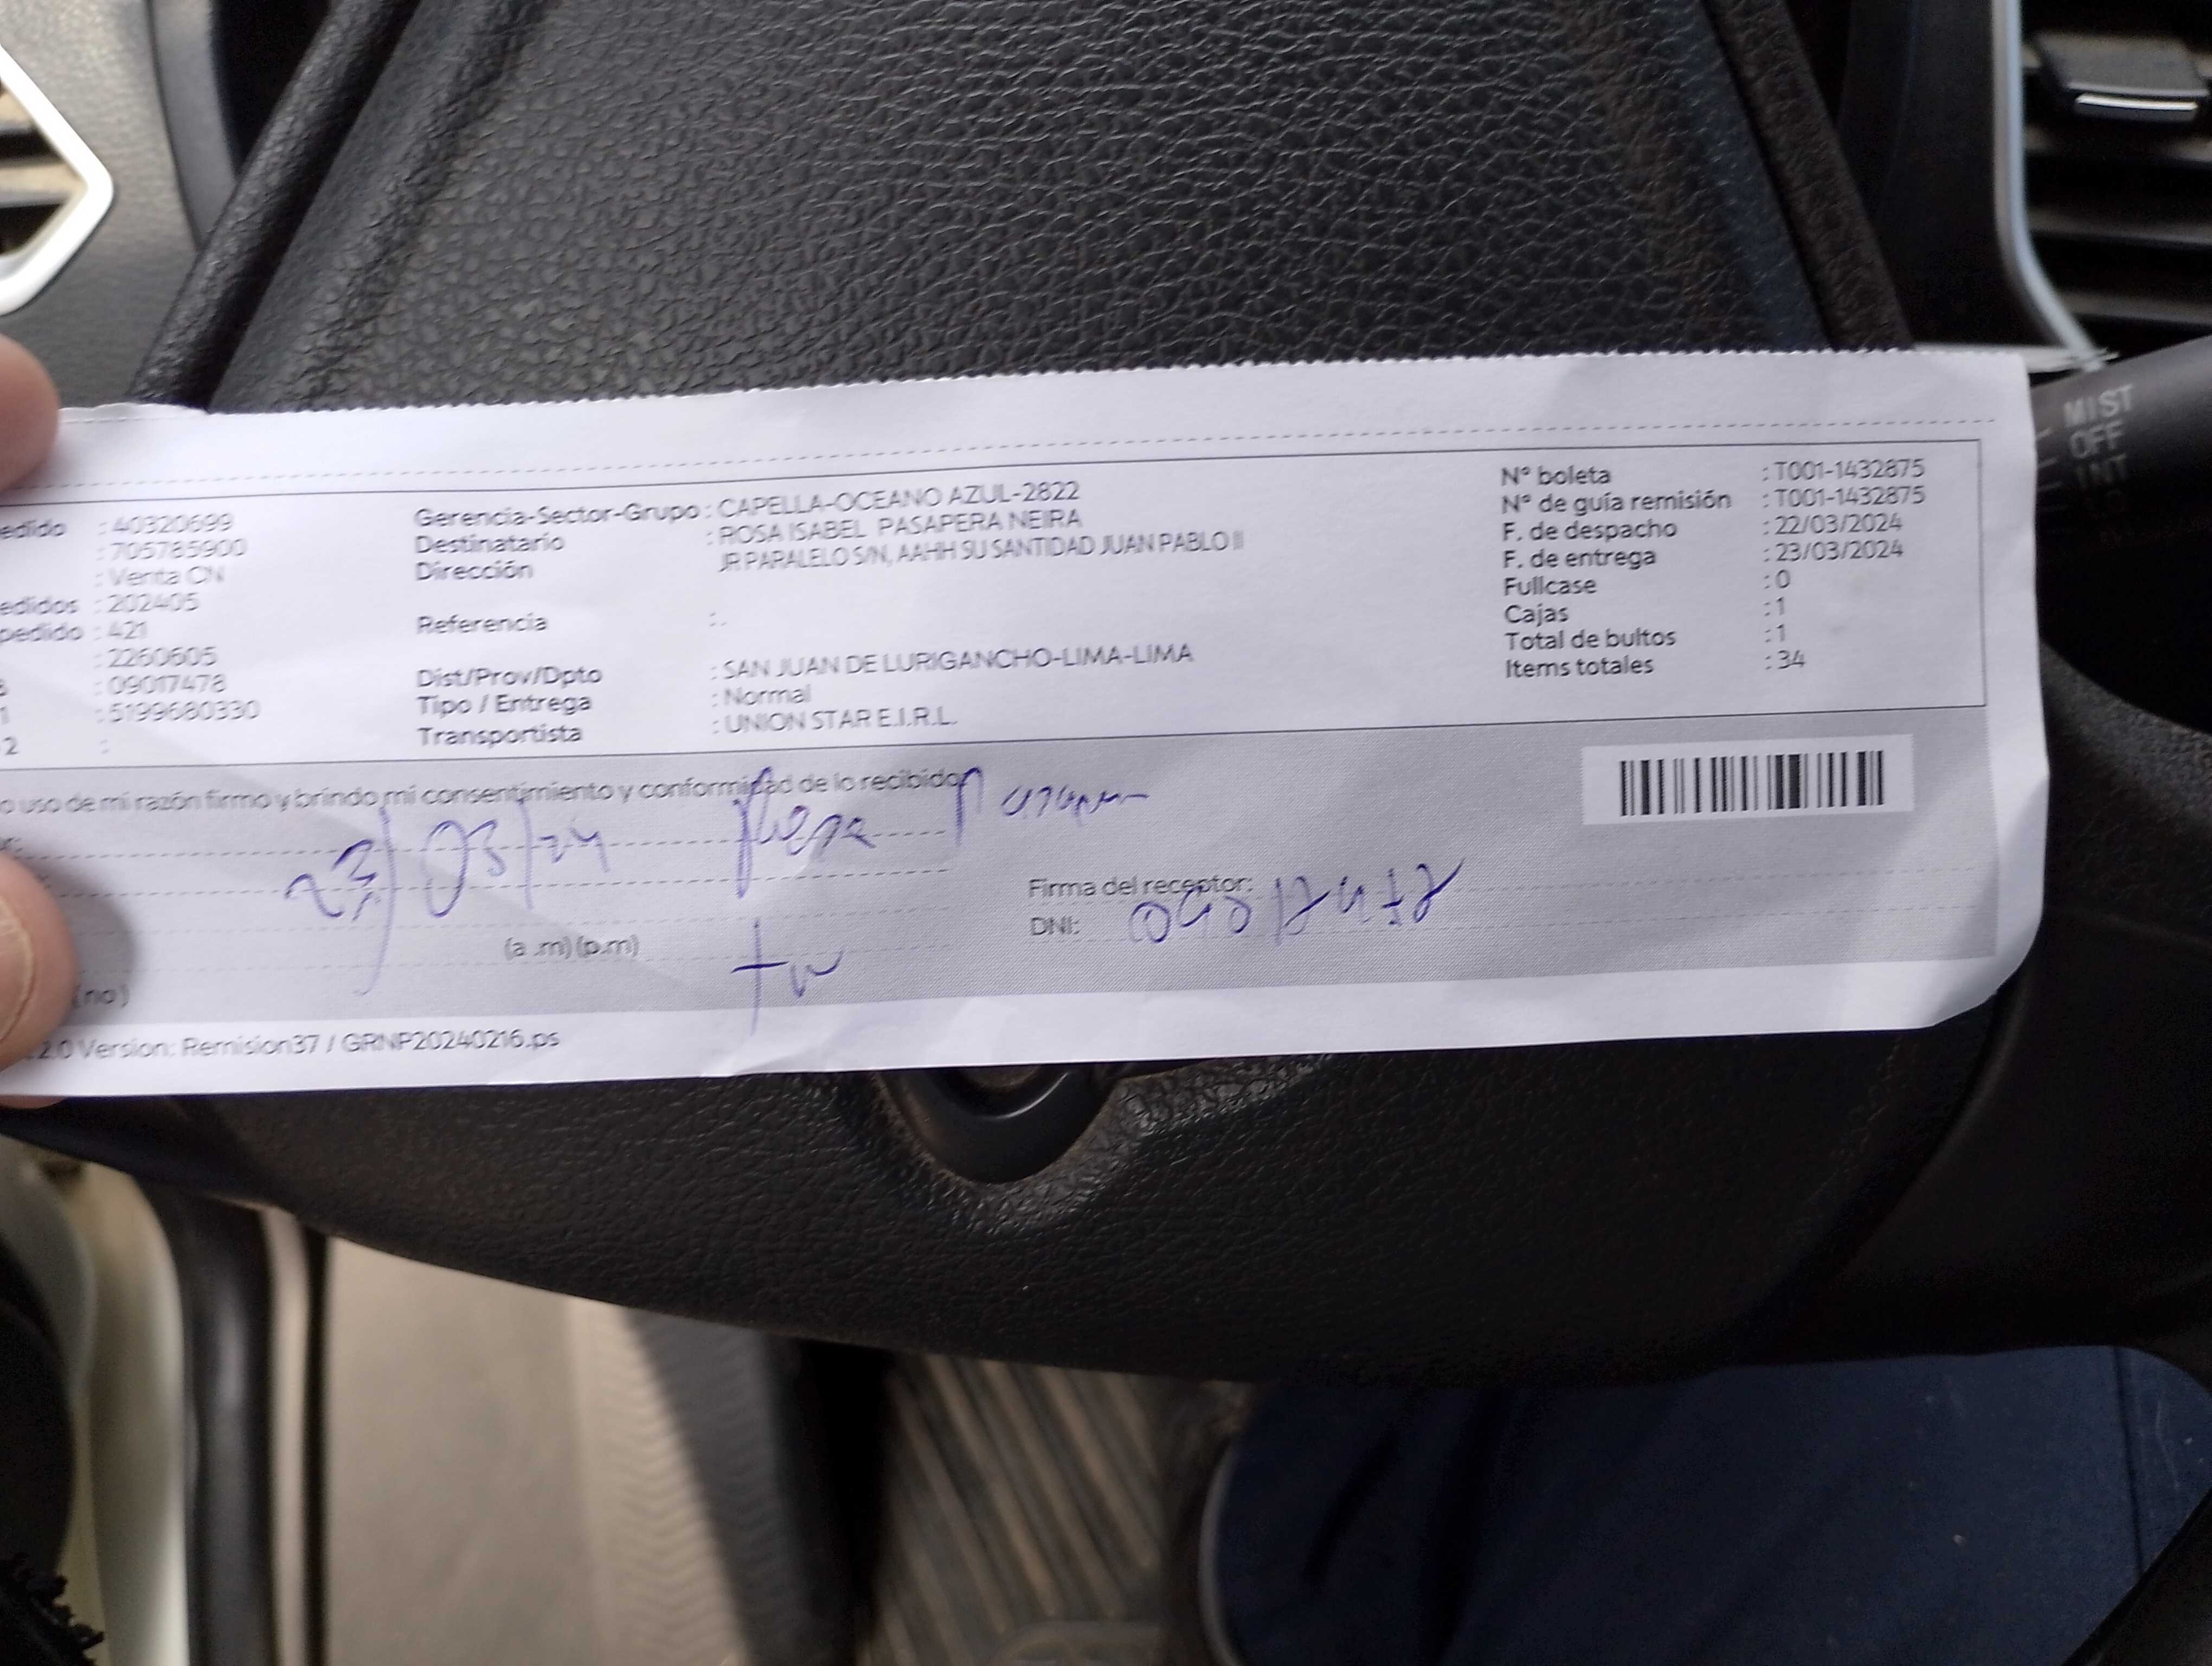 edido : 40320699
: 705785900
: Venta CN
edidos : 202405
pedido : 421
: 2260605
: 09017478
1 : 5199680330
2 :
Gerencia-Sector-Grupo : CAPELLA-OCEANO AZUL-2822
Destinatario : ROSA ISABEL PASAPERA NEIRA
Dirección JR PARALELO S/N, AAHH SU SANTIDAD JUAN PABLO II
Referencia : .
Dist/Prov/Dpto : SAN JUAN DE LURIGANCHO-LIMA-LIMA
Tipo / Entrega : Normal
Transportista : UNION STAR E.I.R.L.
N° boleta : T001-1432875
N° de guía remisión : T001-1432875
F. de despacho : 22/03/2024
F. de entrega : 23/03/2024
Fullcase : 0
Cajas : 1
Total de bultos : 1
Items totales : 34
o uso de mi razón firmo y brindo mi consentimiento y conformidad de lo recibido
23/03/24 Rosa
Firma del receptor:
DNI:
(a .m) (p.m)
(no)
2.0 Version: Remision37 / GRNP20240216.ps
MIST
OFF
INT